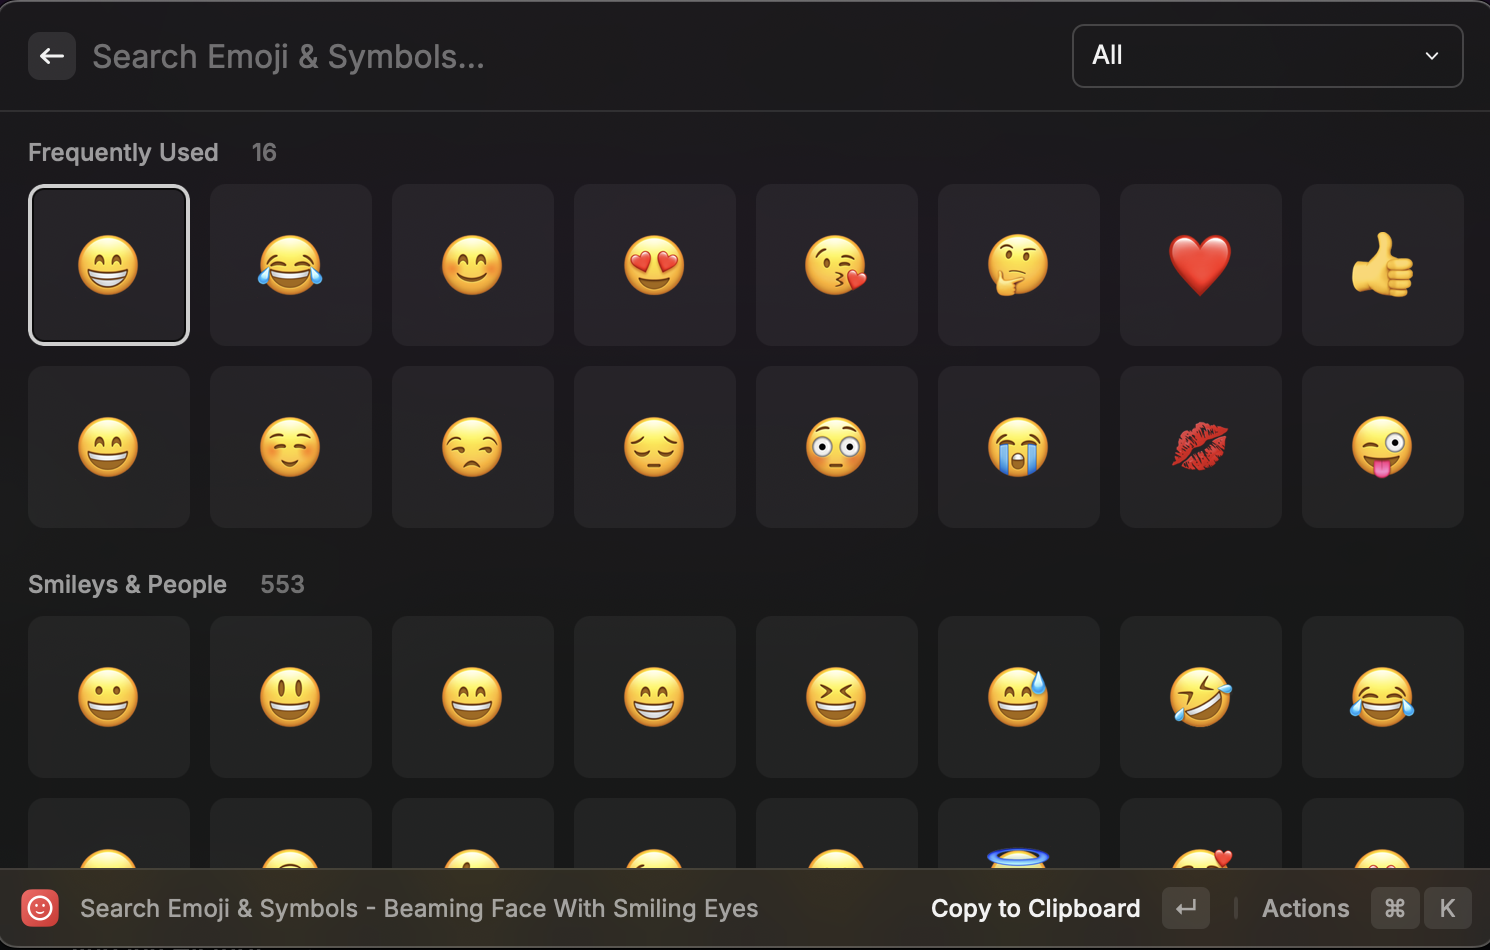 Search Emoji & Symbols...
All
Frequently Used 16
Smileys & People 553
Search Emoji & Symbols - Beaming Face With Smiling Eyes
Copy to Clipboard
Actions ⌘ K